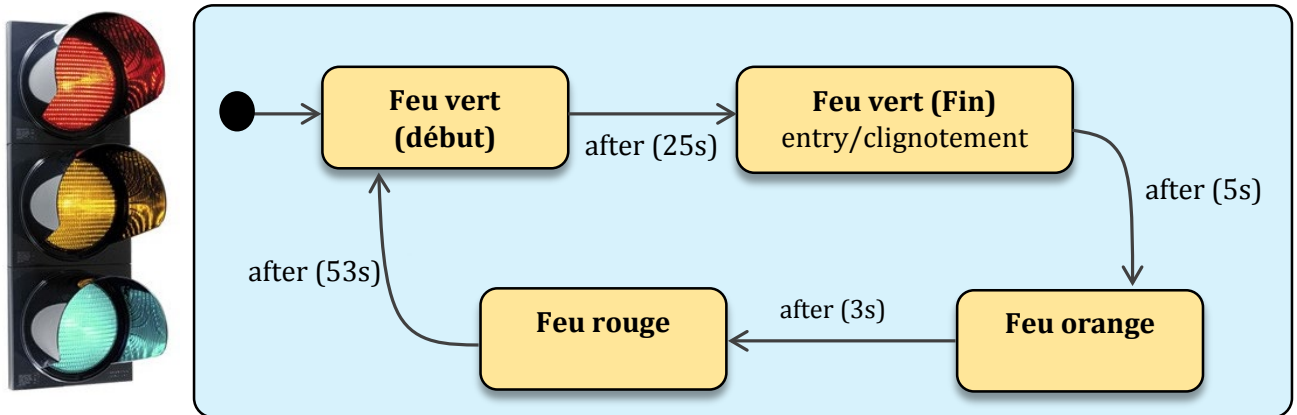 Feu vert
(début)
after (25s)
Feu vert (Fin)
entry/clignotement
after (5s)
after (53s)
Feu rouge
after (3s)
Feu orange